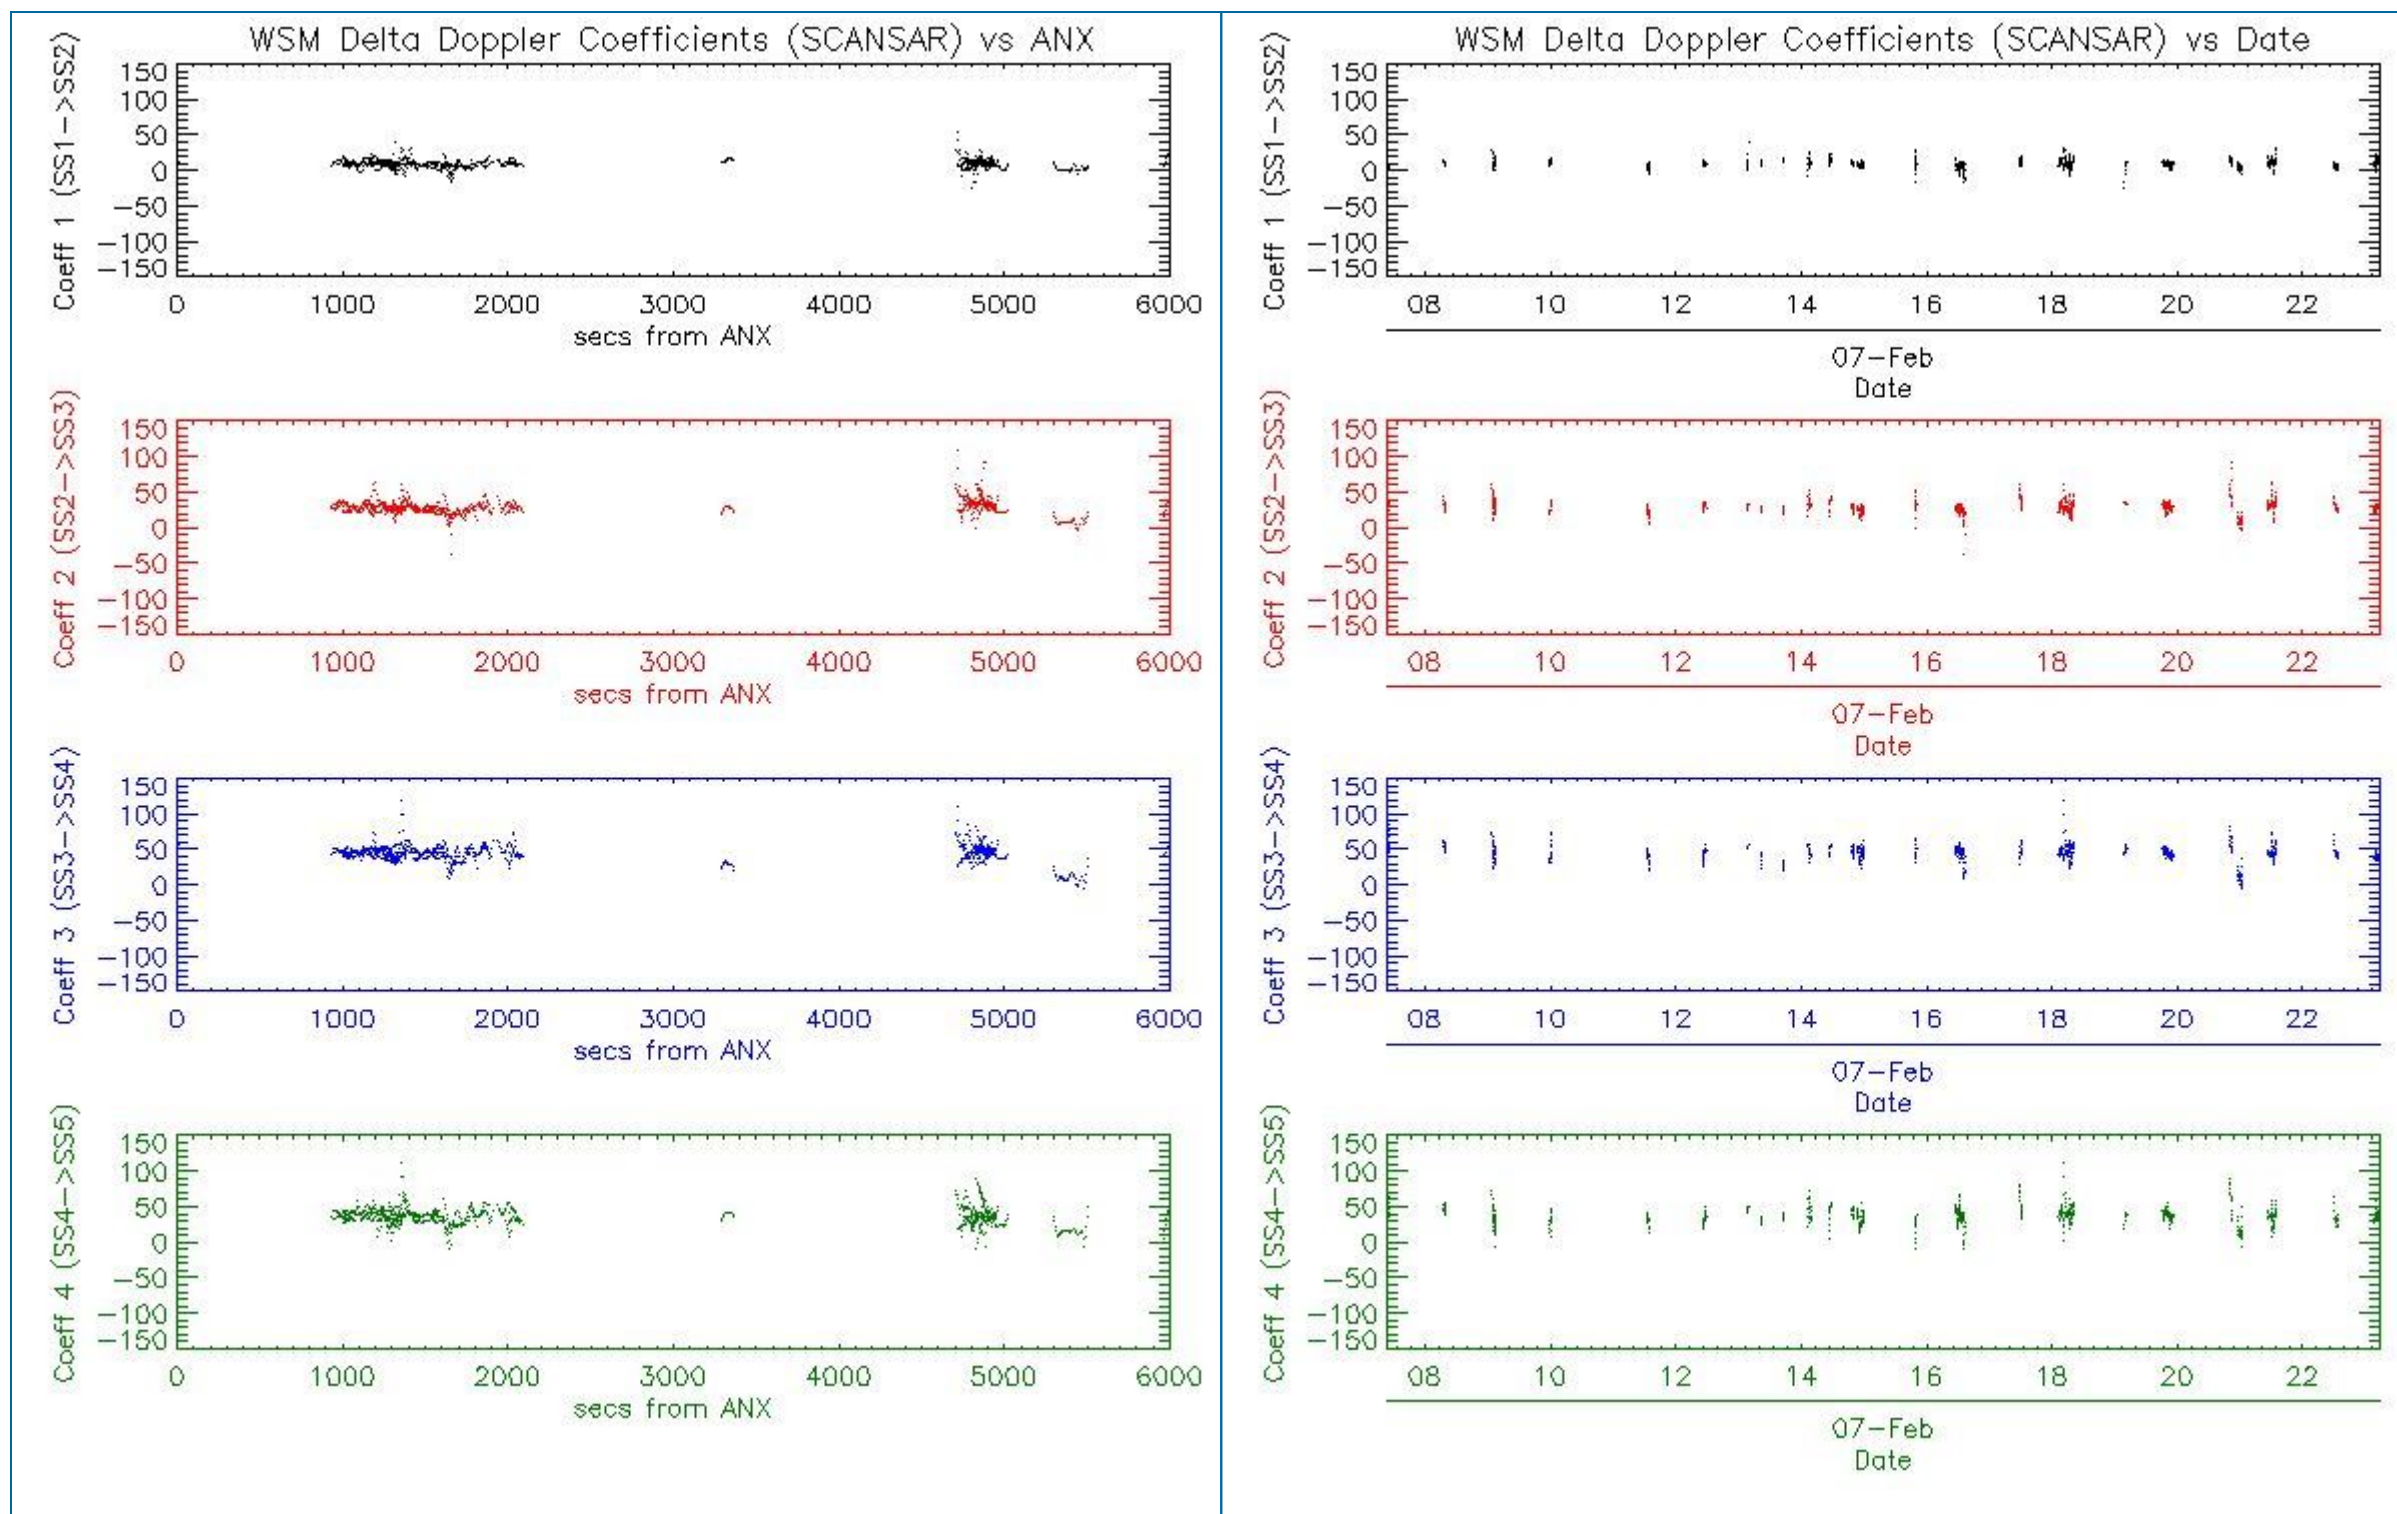 WSM Delta Doppler Coefficients (SCANSAR) vs ANX
Coeff 1 (SS1->SS2)
150
100
50
0
-50
-100
-150
0 1000 2000 3000 4000 5000 6000
secs from ANX
Coeff 2 (SS2->SS3)
150
100
50
0
-50
-100
-150
0 1000 2000 3000 4000 5000 6000
secs from ANX
Coeff 3 (SS3->SS4)
150
100
50
0
-50
-100
-150
0 1000 2000 3000 4000 5000 6000
secs from ANX
Coeff 4 (SS4->SS5)
150
100
50
0
-50
-100
-150
0 1000 2000 3000 4000 5000 6000
secs from ANX
WSM Delta Doppler Coefficients (SCANSAR) vs Date
Coeff 1 (SS1->SS2)
150
100
50
0
-50
-100
-150
08 10 12 14 16 18 20 22
07-Feb
Date
Coeff 2 (SS2->SS3)
150
100
50
0
-50
-100
-150
08 10 12 14 16 18 20 22
07-Feb
Date
Coeff 3 (SS3->SS4)
150
100
50
0
-50
-100
-150
08 10 12 14 16 18 20 22
07-Feb
Date
Coeff 4 (SS4->SS5)
150
100
50
0
-50
-100
-150
08 10 12 14 16 18 20 22
07-Feb
Date